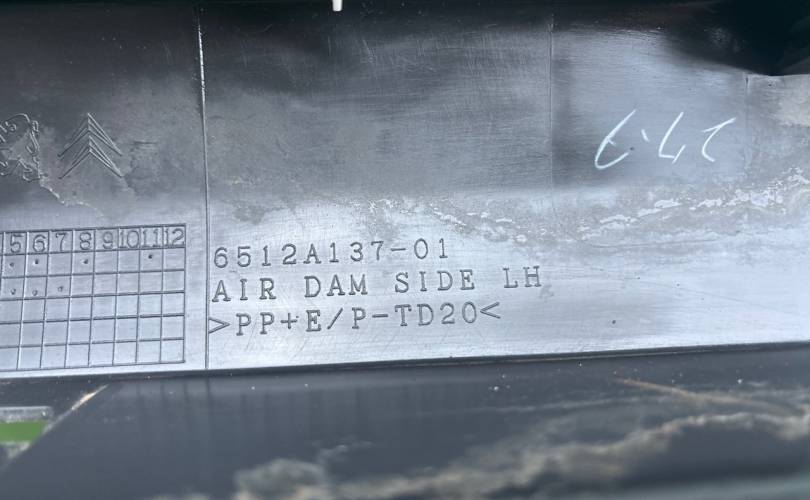 5 6 7 8 9 10 11 12
6512A137-01
AIR DAM SIDE LH
>PP+E/P-TD20<